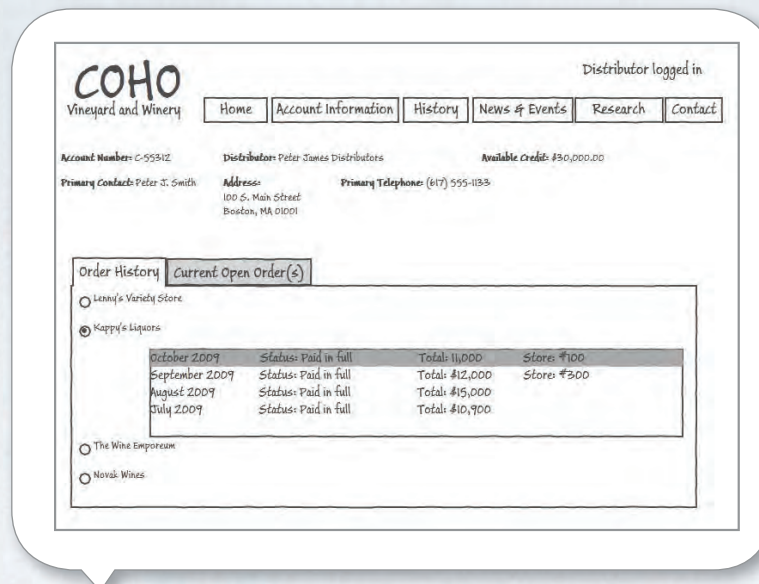 COHO
Vineyard and Winery
Distributor logged in
Home Account Information History News & Events Research Contact
Account Number: C-55312 Distributor: Peter James Distributors Available Credit: $30,000.00
Primary Contact: Peter J. Smith Address: Primary Telephone: (617) 555-1133
100 S. Main Street
Boston, MA 01001
Order History Current Open Order(s)
Lenny's Variety Store
Kappy's Liquors
October 2009 Status: Paid in full Total: 11,000 Store: #100
September 2009 Status: Paid in full Total: $12,000 Store: #300
August 2009 Status: Paid in full Total: $15,000
July 2009 Status: Paid in full Total: $10,900
The Wine Emporeum
Novak Wines